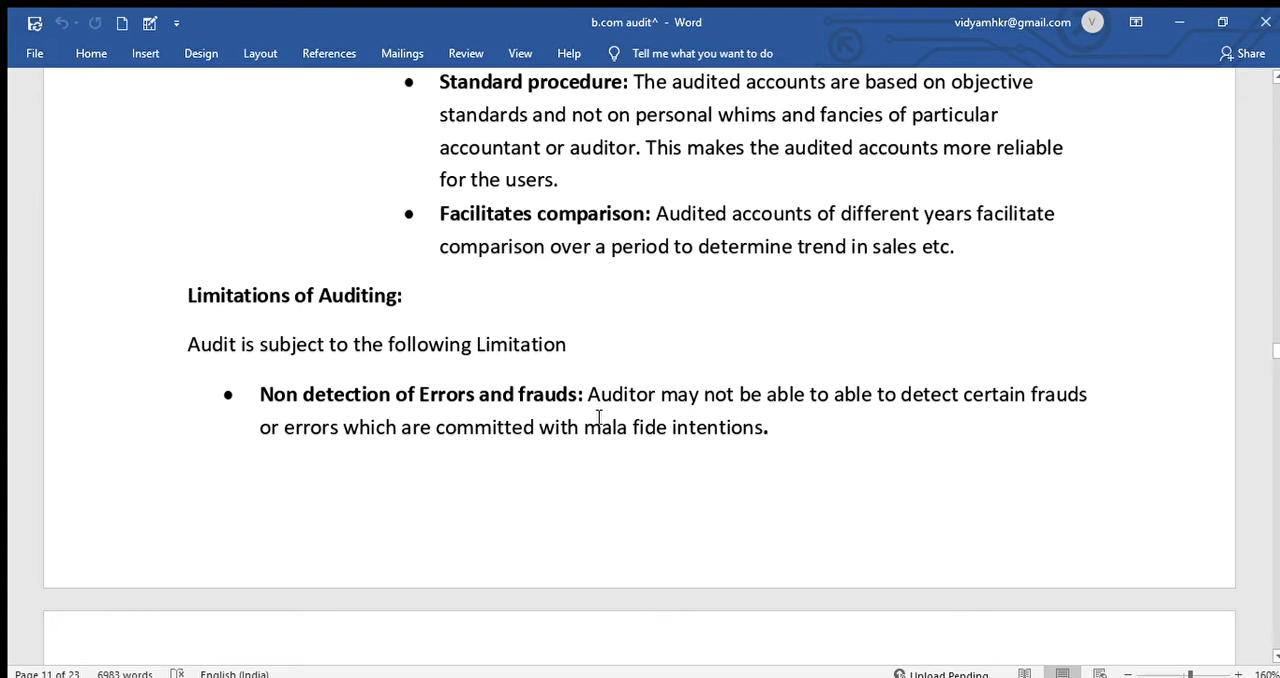 b.com audit^ - Word
vidyamhkr@gmail.com V
File Home Insert Design Layout References Mailings Review View Help Tell me what you want to do Share
• Standard procedure: The audited accounts are based on objective
standards and not on personal whims and fancies of particular
accountant or auditor. This makes the audited accounts more reliable
for the users.
• Facilitates comparison: Audited accounts of different years facilitate
comparison over a period to determine trend in sales etc.
Limitations of Auditing:
Audit is subject to the following Limitation
• Non detection of Errors and frauds: Auditor may not be able to able to detect certain frauds
or errors which are committed with mala fide intentions.
Page 11 of 23 6983 words English (India) Upload Pending 160%